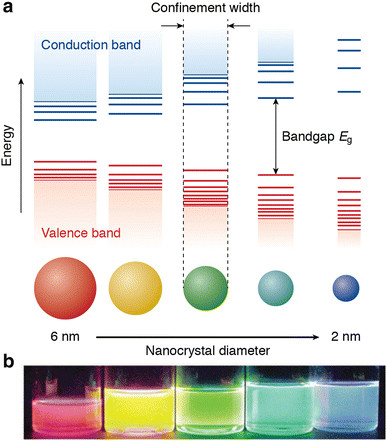 a
Confinement width
Conduction band
Energy
Bandgap Eg
Valence band
6 nm
2 nm
Nanocrystal diameter
b